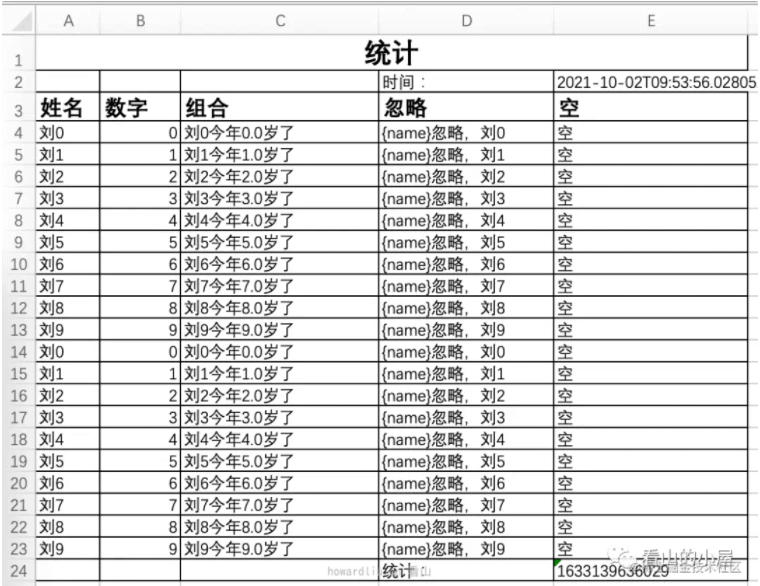 A B C D E
1 统计
2 时间： 2021-10-02T09:53:56.02805
3 姓名 数字 组合 忽略 空
4 刘0 0 刘0今年0.0岁了 {name}忽略，刘0 空
5 刘1 1 刘1今年1.0岁了 {name}忽略，刘1 空
6 刘2 2 刘2今年2.0岁了 {name}忽略，刘2 空
7 刘3 3 刘3今年3.0岁了 {name}忽略，刘3 空
8 刘4 4 刘4今年4.0岁了 {name}忽略，刘4 空
9 刘5 5 刘5今年5.0岁了 {name}忽略，刘5 空
10 刘6 6 刘6今年6.0岁了 {name}忽略，刘6 空
11 刘7 7 刘7今年7.0岁了 {name}忽略，刘7 空
12 刘8 8 刘8今年8.0岁了 {name}忽略，刘8 空
13 刘9 9 刘9今年9.0岁了 {name}忽略，刘9 空
14 刘0 0 刘0今年0.0岁了 {name}忽略，刘0 空
15 刘1 1 刘1今年1.0岁了 {name}忽略，刘1 空
16 刘2 2 刘2今年2.0岁了 {name}忽略，刘2 空
17 刘3 3 刘3今年3.0岁了 {name}忽略，刘3 空
18 刘4 4 刘4今年4.0岁了 {name}忽略，刘4 空
19 刘5 5 刘5今年5.0岁了 {name}忽略，刘5 空
20 刘6 6 刘6今年6.0岁了 {name}忽略，刘6 空
21 刘7 7 刘7今年7.0岁了 {name}忽略，刘7 空
22 刘8 8 刘8今年8.0岁了 {name}忽略，刘8 空
23 刘9 9 刘9今年9.0岁了 {name}忽略，刘9 空
看山的小屋
24 统计： 1633139636029